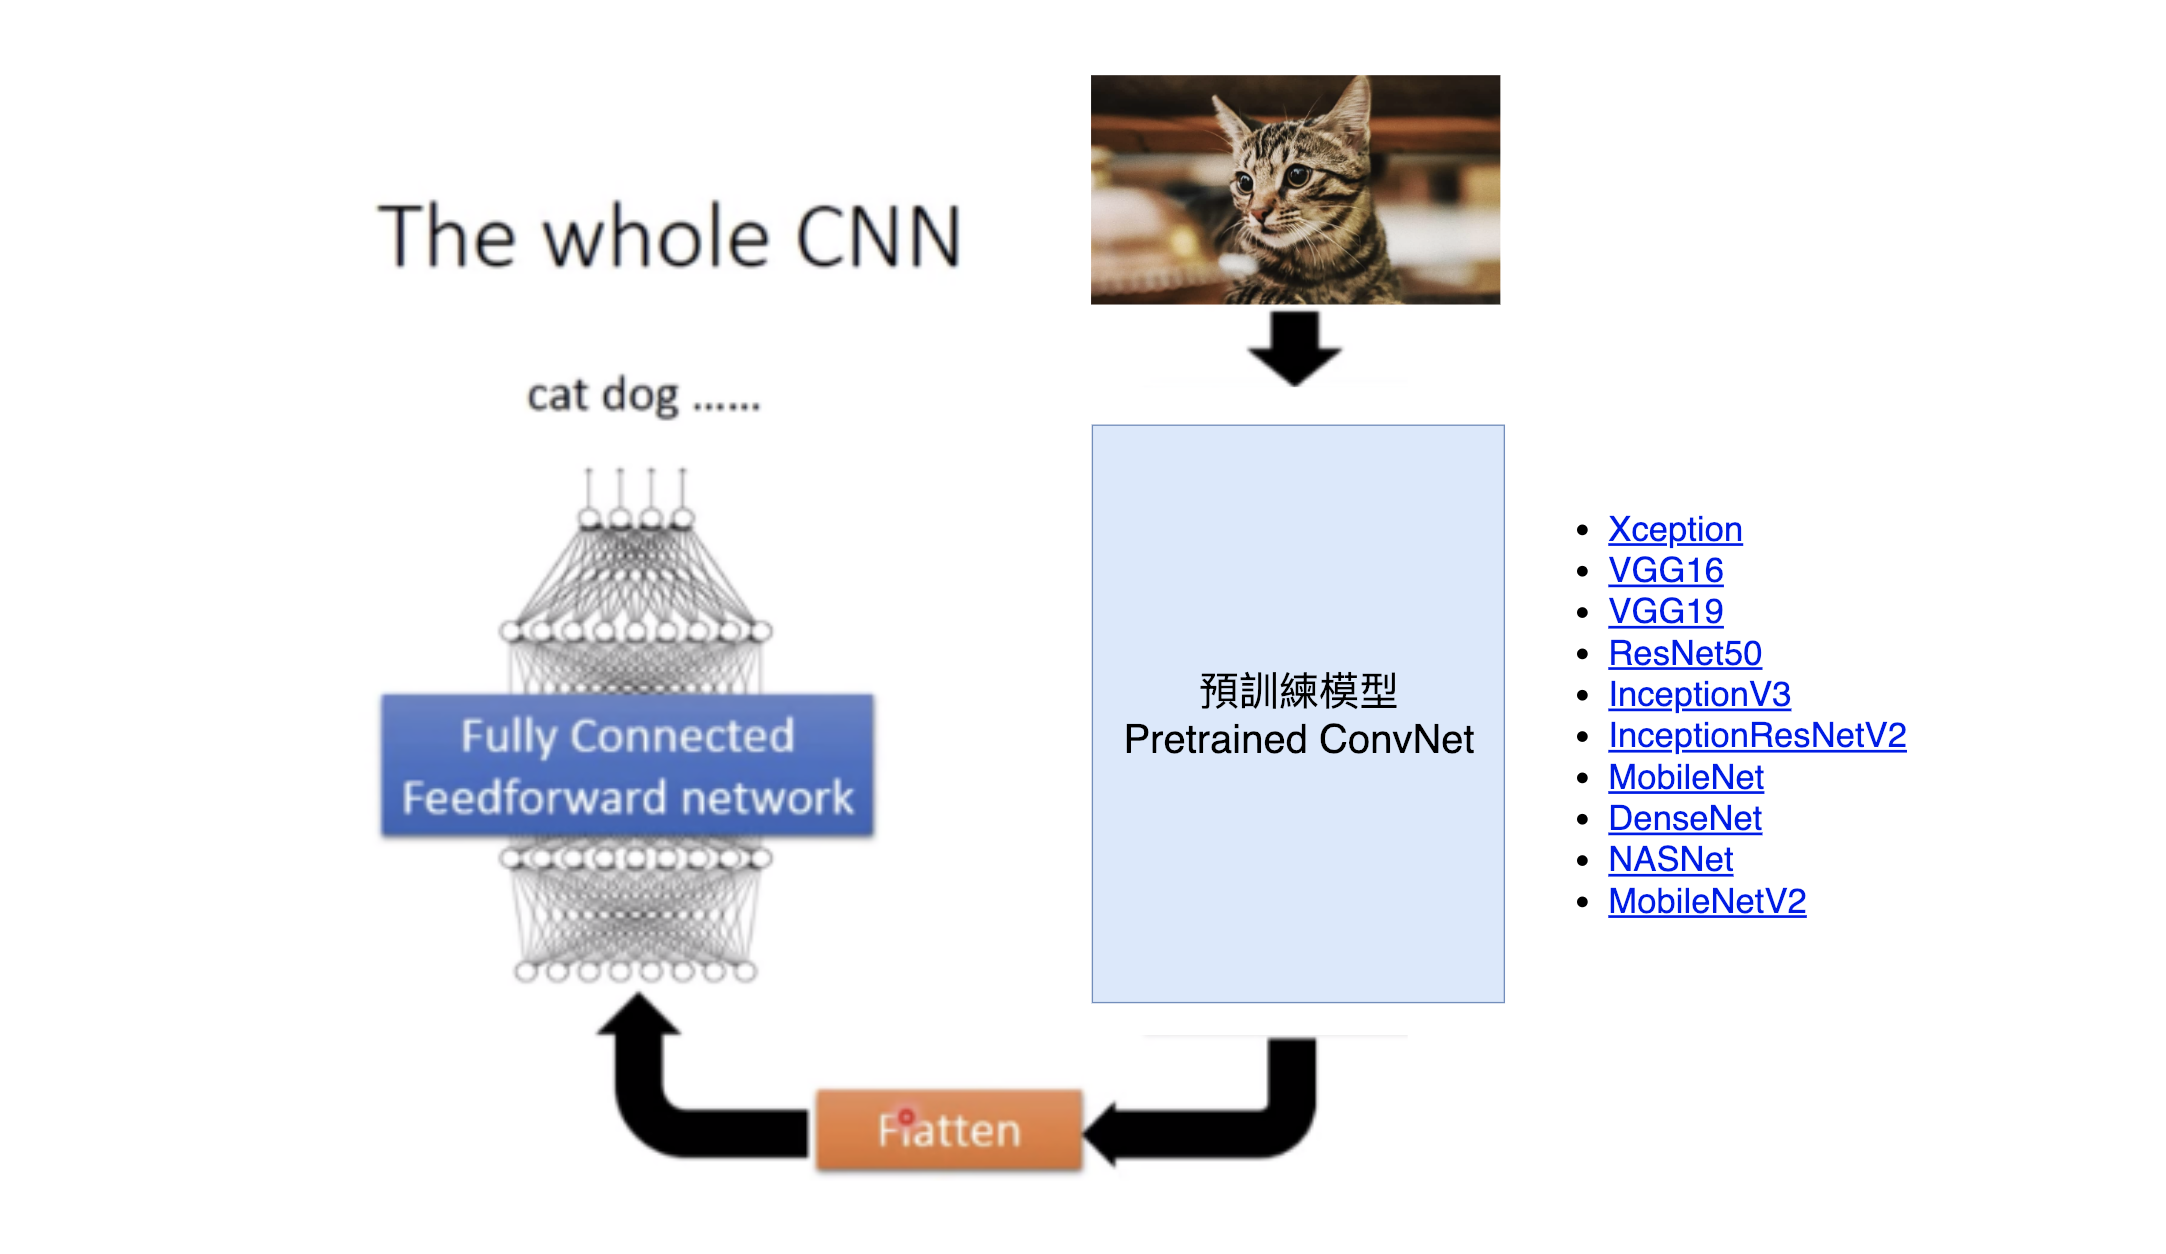 The whole CNN
cat dog ......
Fully Connected
Feedforward network
預訓練模型
Pretrained ConvNet
Xception
VGG16
VGG19
ResNet50
InceptionV3
InceptionResNetV2
MobileNet
DenseNet
NASNet
MobileNetV2
Flatten